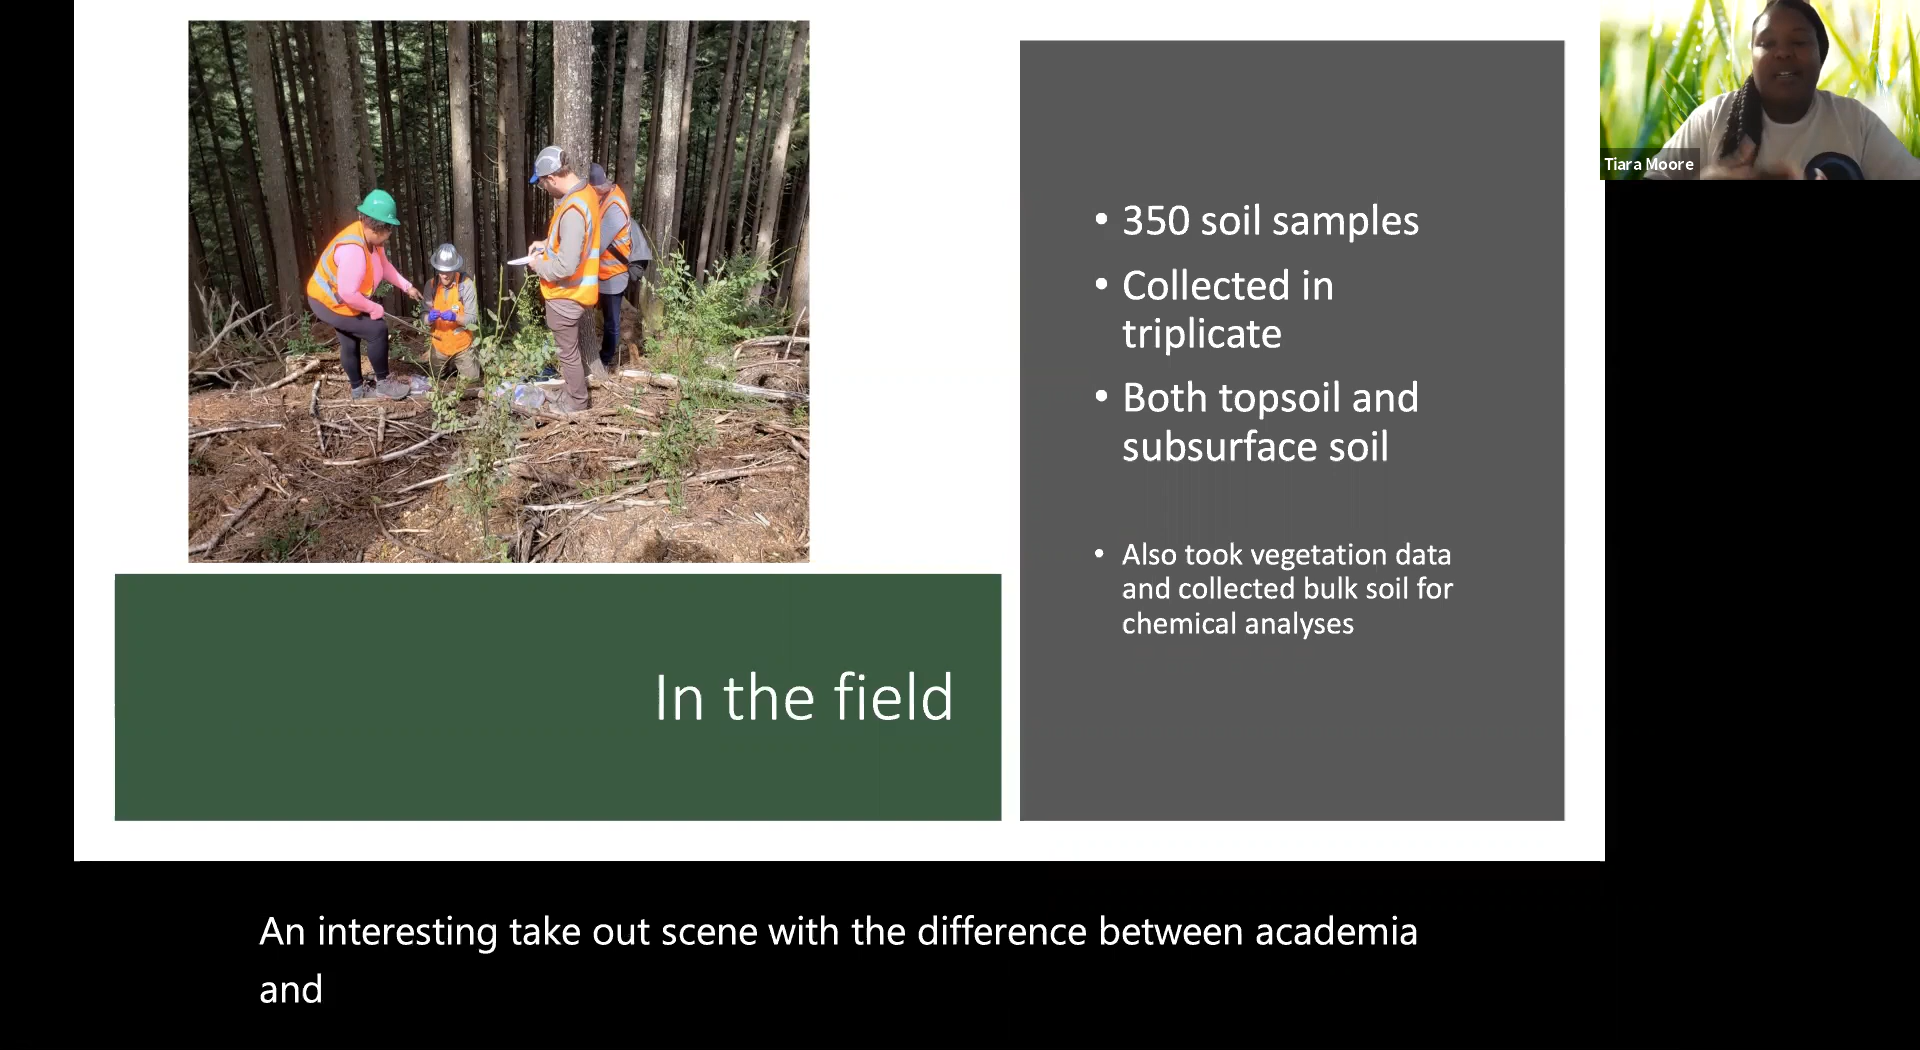 Tiara Moore
• 350 soil samples
• Collected in
triplicate
• Both topsoil and
subsurface soil
• Also took vegetation data
and collected bulk soil for
chemical analyses
In the field
An interesting take out scene with the difference between academia
and